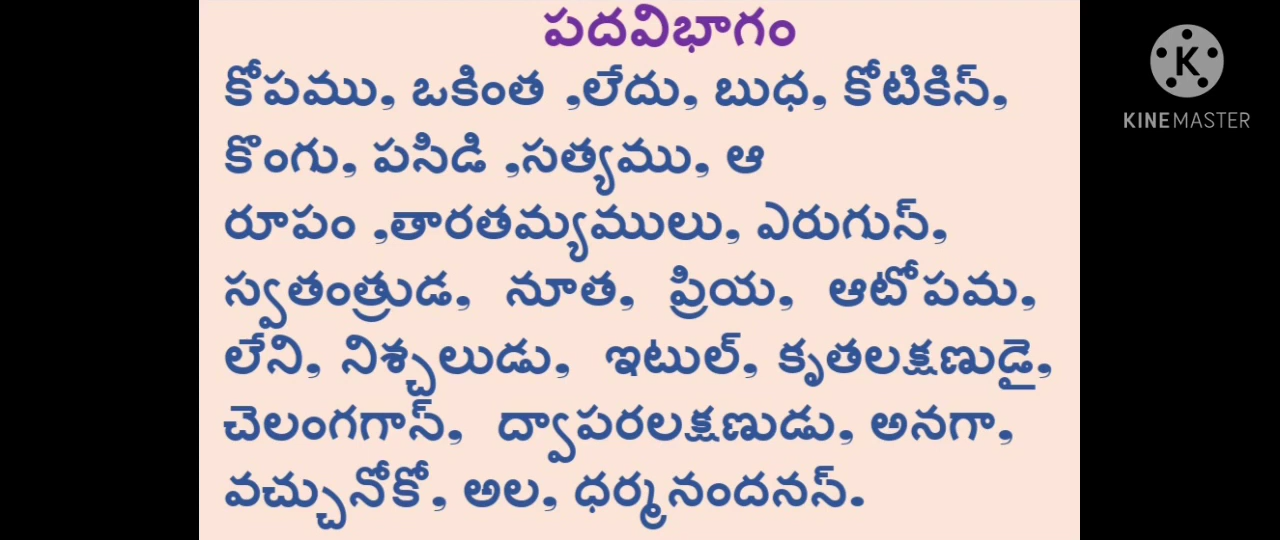 పదవిభాగం
కోపము, ఒకింత ,లేదు, బుధ, కోటికిన్,
కొంగు, పసిడి ,సత్యము, ఆ
రూపం ,తారతమ్యములు, ఎరుగున్,
స్వతంత్రుడ, నూత, ప్రియ, ఆటోపమ,
లేని, నిశ్చలుడు, ఇటుల్, కృతలక్షణుడై,
చెలంగగాన్, ద్వాపరలక్షణుడు, అనగా,
వచ్చునోకో, అల, ధర్మనందనన్.
K
KINEMASTER